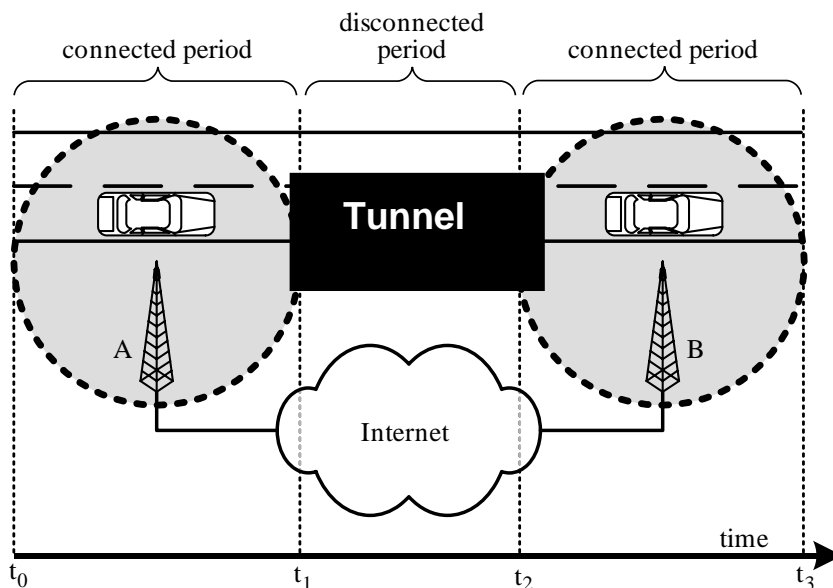 disconnected
connected period
period
connected period
Tunnel
A
B
Internet
time
t0
t1
t2
t3